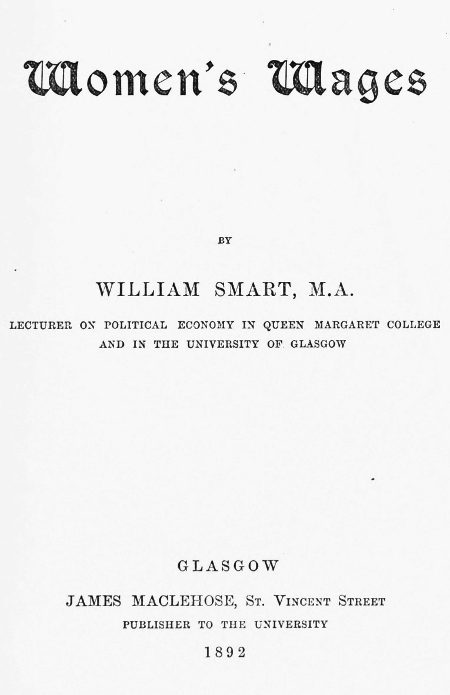 Women's Wages
BY
WILLIAM SMART, M.A.
LECTURER ON POLITICAL ECONOMY IN QUEEN MARGARET COLLEGE
AND IN THE UNIVERSITY OF GLASGOW
GLASGOW
JAMES MACLEHOSE, ST. VINCENT STREET
PUBLISHER TO THE UNIVERSITY
1892